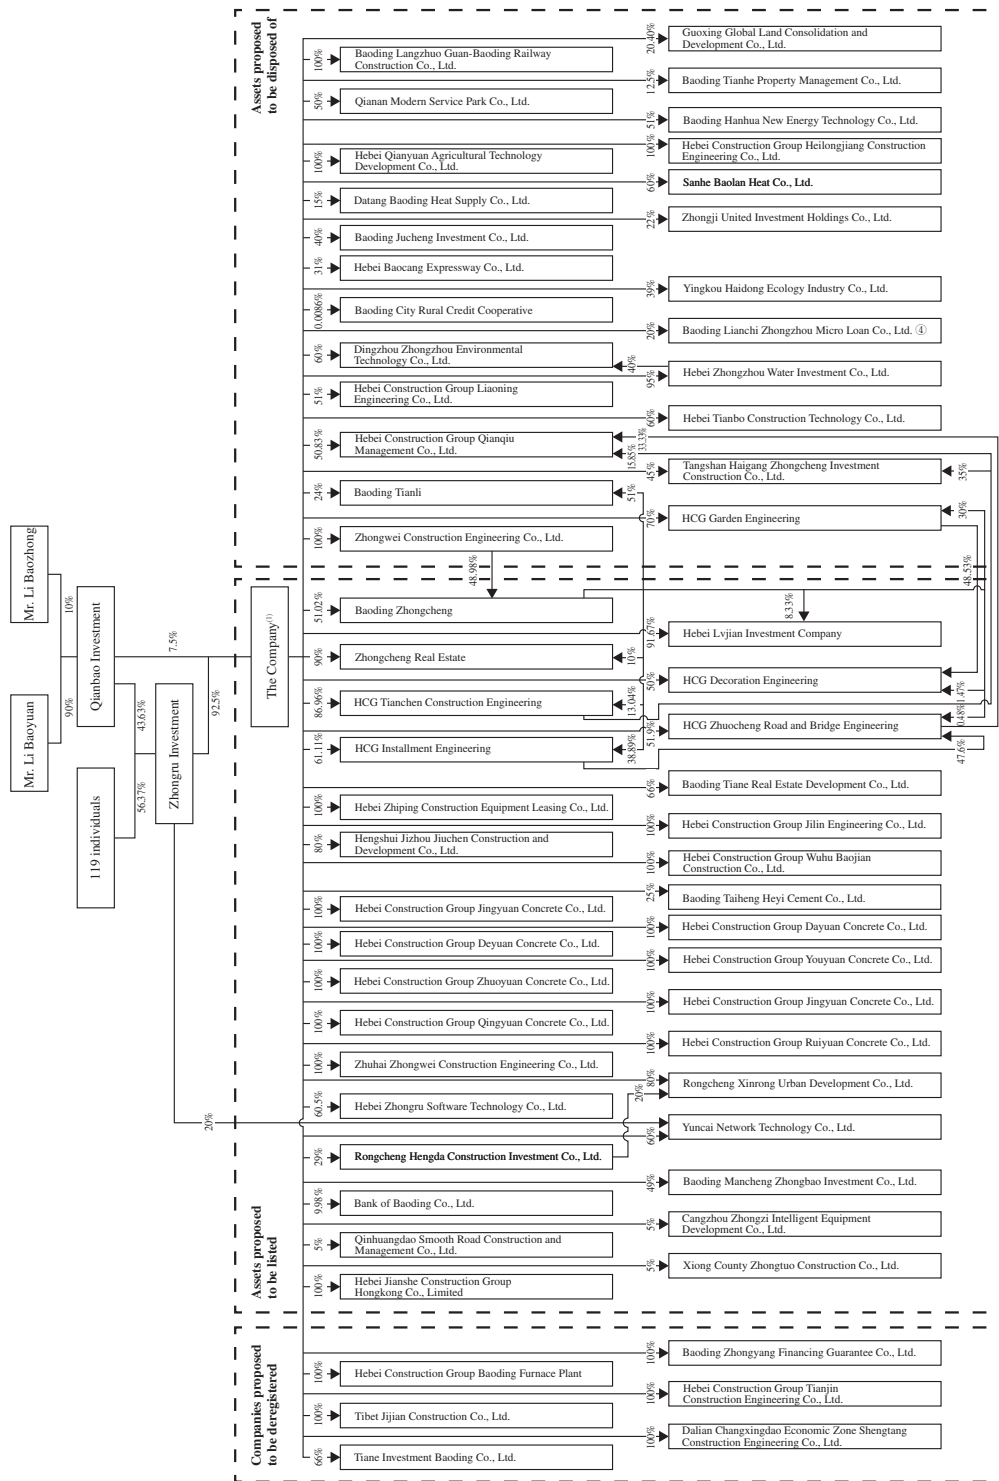 Mr. Li Baozhong
Mr. Li Baoyuan
10%
90%
Qianbao Investment
119 individuals
7.5%
43.63%
56.37%
Zhongru Investment
92.5%
20%
The Company(1)
Assets proposed
to be disposed of
100%
Baoding Langzhuo Guan-Baoding Railway
Construction Co., Ltd.
50%
Qianan Modern Service Park Co., Ltd.
100%
Hebei Qianyuan Agricultural Technology
Development Co., Ltd.
15%
Datang Baoding Heat Supply Co., Ltd.
40%
Baoding Jucheng Investment Co., Ltd.
31%
Hebei Baocang Expressway Co., Ltd.
0.0086%
Baoding City Rural Credit Cooperative
60%
Dingzhou Zhongzhou Environmental
Technology Co., Ltd.
40%
51%
Hebei Construction Group Liaoning
Engineering Co., Ltd.
50.83%
Hebei Construction Group Qianqiu
Management Co., Ltd.
15.85%
33.33%
24%
Baoding Tianli
51%
100%
Zhongwei Construction Engineering Co., Ltd.
48.98%
20.40%
Guoxing Global Land Consolidation and
Development Co., Ltd.
12.5%
Baoding Tianhe Property Management Co., Ltd.
51%
Baoding Hanhua New Energy Technology Co., Ltd.
100%
Hebei Construction Group Heilongjiang Construction
Engineering Co., Ltd.
60%
Sanhe Baolan Heat Co., Ltd.
22%
Zhongji United Investment Holdings Co., Ltd.
39%
Yingkou Haidong Ecology Industry Co., Ltd.
20%
Baoding Lianchi Zhongzhou Micro Loan Co., Ltd. ④
95%
Hebei Zhongzhou Water Investment Co., Ltd.
60%
Hebei Tianbo Construction Technology Co., Ltd.
45%
Tangshan Haigang Zhongcheng Investment
Construction Co., Ltd.
35%
70%
HCG Garden Engineering
30%
48.53%
Assets proposed
to be listed
51.02%
Baoding Zhongcheng
90%
Zhongcheng Real Estate
10%
86.96%
HCG Tianchen Construction Engineering
13.04%
61.11%
HCG Installment Engineering
38.89%
100%
Hebei Zhiping Construction Equipment Leasing Co., Ltd.
80%
Hengshui Jizhou Jiuchen Construction and
Development Co., Ltd.
100%
Hebei Construction Group Jingyuan Concrete Co., Ltd.
100%
Hebei Construction Group Deyuan Concrete Co., Ltd.
100%
Hebei Construction Group Zhuoyuan Concrete Co., Ltd.
100%
Hebei Construction Group Qingyuan Concrete Co., Ltd.
100%
Zhuhai Zhongwei Construction Engineering Co., Ltd.
60.5%
Hebei Zhongru Software Technology Co., Ltd.
29%
Rongcheng Hengda Construction Investment Co., Ltd.
9.98%
Bank of Baoding Co., Ltd.
5%
Qinhuangdao Smooth Road Construction and
Management Co., Ltd.
100%
Hebei Jianshe Construction Group
Hongkong Co., Limited
8.33%
91.67%
Hebei Lvjian Investment Company
50%
HCG Decoration Engineering
1.47%
51.9%
HCG Zhuocheng Road and Bridge Engineering
0.48%
47.6%
66%
Baoding Tiane Real Estate Development Co., Ltd.
100%
Hebei Construction Group Jilin Engineering Co., Ltd.
100%
Hebei Construction Group Wuhu Baojian
Construction Co., Ltd.
25%
Baoding Taiheng Heyi Cement Co., Ltd.
100%
Hebei Construction Group Dayuan Concrete Co., Ltd.
100%
Hebei Construction Group Youyuan Concrete Co., Ltd.
100%
Hebei Construction Group Jingyuan Concrete Co., Ltd.
100%
Hebei Construction Group Ruiyuan Concrete Co., Ltd.
80%
20%
Rongcheng Xinrong Urban Development Co., Ltd.
60%
Yuncai Network Technology Co., Ltd.
49%
Baoding Mancheng Zhongbao Investment Co., Ltd.
5%
Cangzhou Zhongzi Intelligent Equipment
Development Co., Ltd.
5%
Xiong County Zhongtuo Construction Co., Ltd.
Companies proposed
to be deregistered
100%
Hebei Construction Group Baoding Furnace Plant
100%
Tibet Jijian Construction Co., Ltd.
66%
Tiane Investment Baoding Co., Ltd.
100%
Baoding Zhongyang Financing Guarantee Co., Ltd.
100%
Hebei Construction Group Tianjin
Construction Engineering Co., Ltd.
100%
Dalian Changxingdao Economic Zone Shengtang
Construction Engineering Co., Ltd.